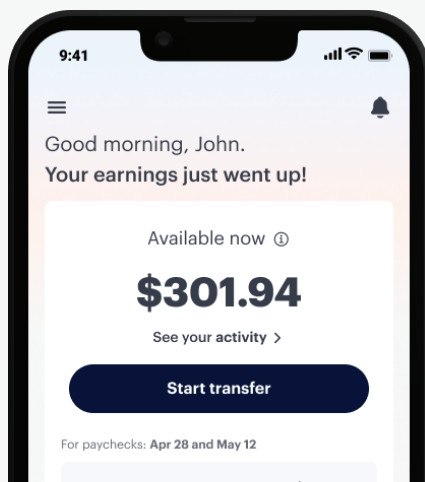 9:41
Good morning, John.
Your earnings just went up!
Available now
$301.94
See your activity >
Start transfer
For paychecks: Apr 28 and May 12